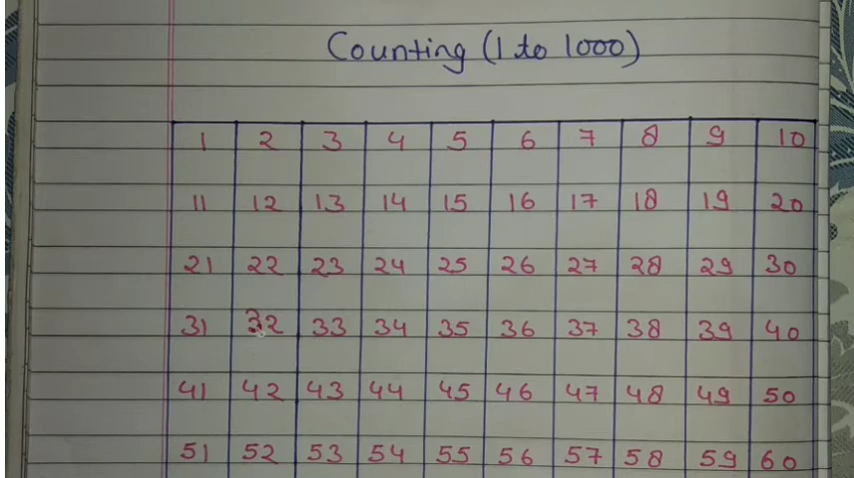 Counting (1 to 1000)
1 2 3 4 5 6 7 8 9 10
11 12 13 14 15 16 17 18 19 20
21 22 23 24 25 26 27 28 29 30
31 32 33 34 35 36 37 38 39 40
41 42 43 44 45 46 47 48 49 50
51 52 53 54 55 56 57 58 59 60